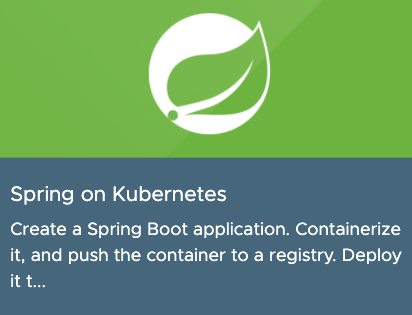 Spring on Kubernetes
Create a Spring Boot application. Containerize
it, and push the container to a registry. Deploy
it t...